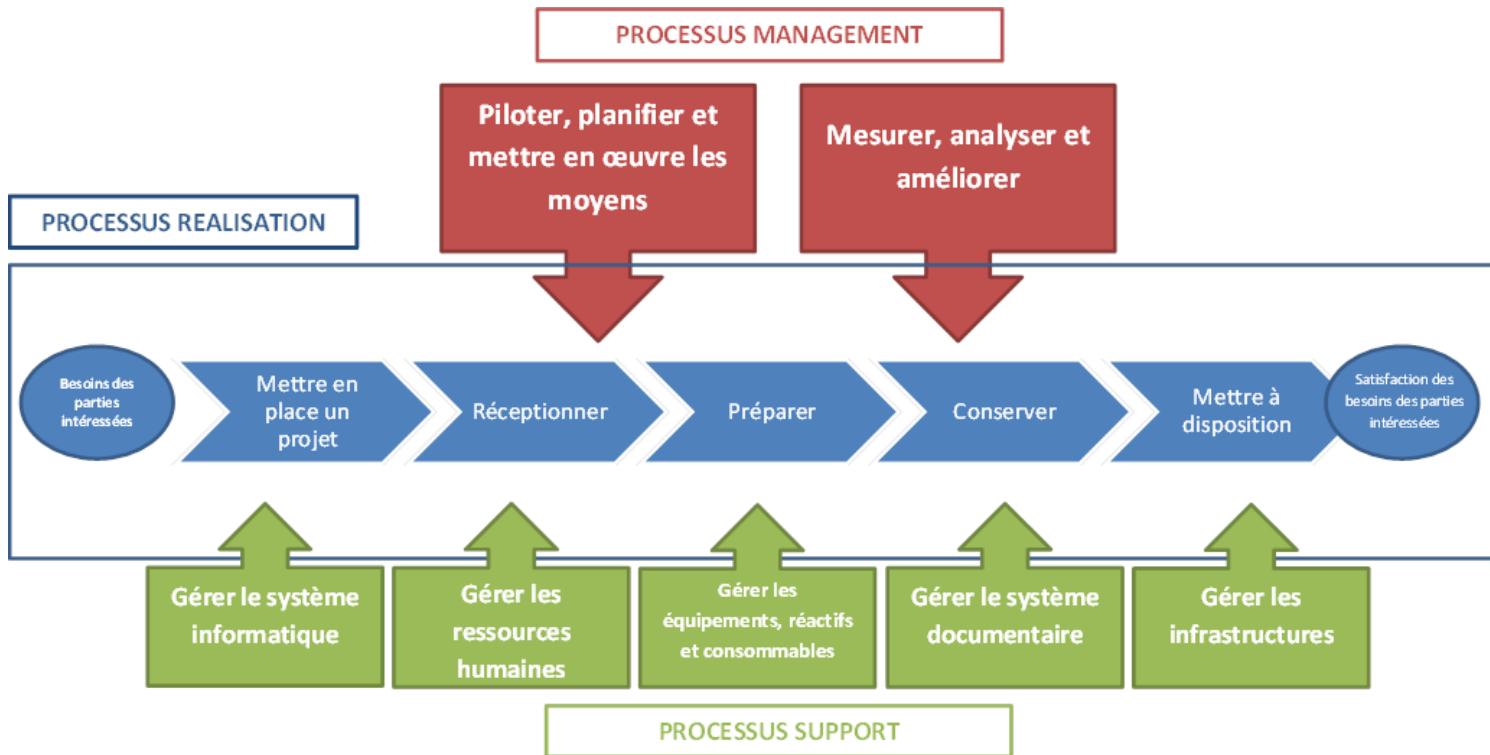 PROCESSUS MANAGEMENT
Piloter, planifier et
mettre en œuvre les
moyens
Mesurer, analyser et
améliorer
PROCESSUS REALISATION
Besoins des
parties
intéressées
Mettre en
place un
projet
Réceptionner
Préparer
Conserver
Mettre à
disposition
Satisfaction des
besoins des parties
intéressées
Gérer le système
informatique
Gérer les
ressources
humaines
Gérer les
équipements, réactifs
et consommables
Gérer le système
documentaire
Gérer les
infrastructures
PROCESSUS SUPPORT